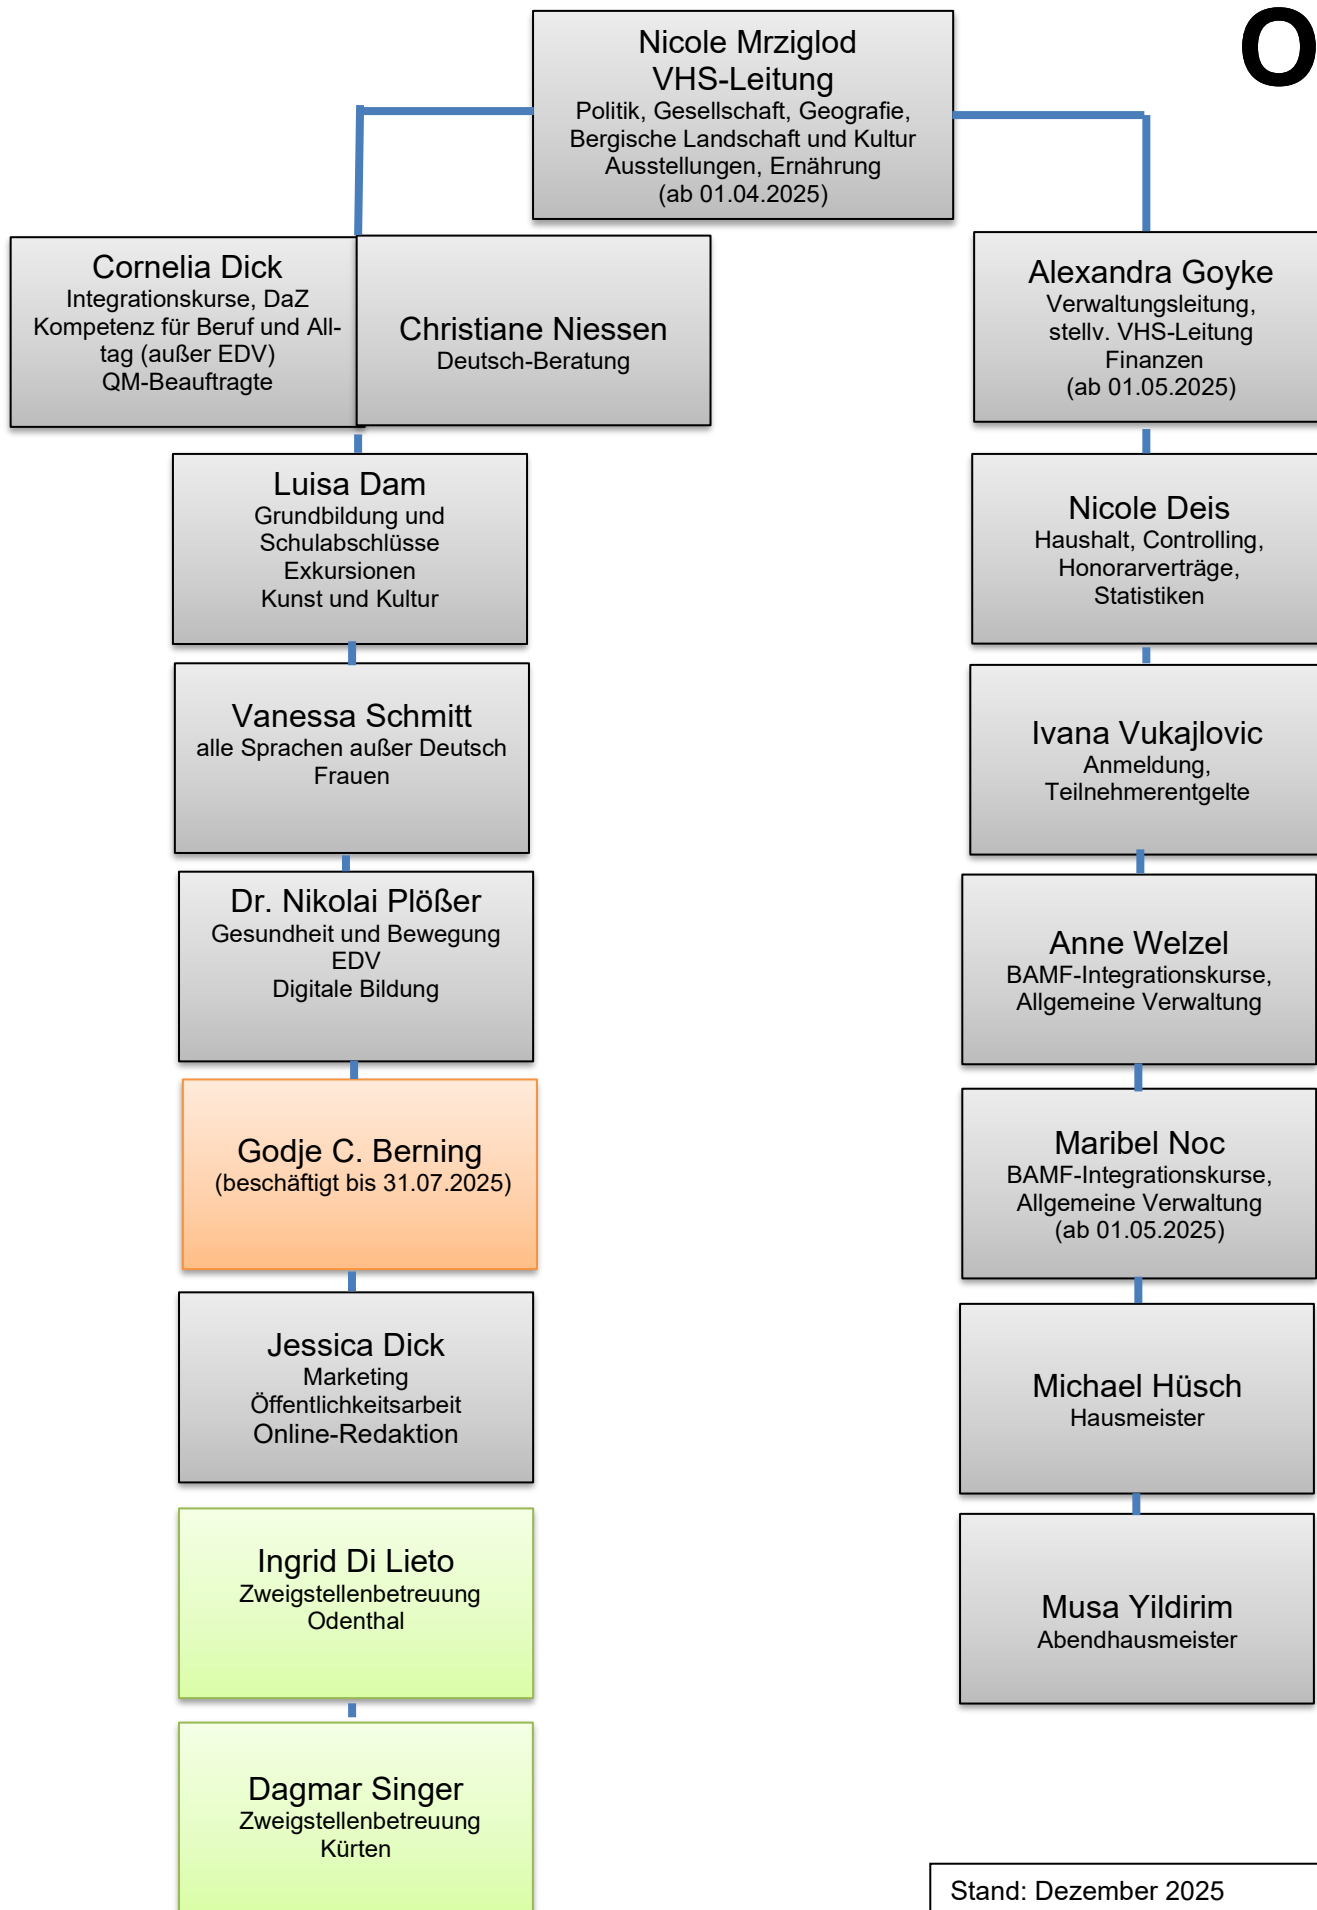 O
Nicole Mrziglod
VHS-Leitung
Politik, Gesellschaft, Geografie,
Bergische Landschaft und Kultur
Ausstellungen, Ernährung
(ab 01.04.2025)
Cornelia Dick
Integrationskurse, DaZ
Kompetenz für Beruf und All-
tag (außer EDV)
QM-Beauftragte
Christiane Niessen
Deutsch-Beratung
Luisa Dam
Grundbildung und
Schulabschlüsse
Exkursionen
Kunst und Kultur
Vanessa Schmitt
alle Sprachen außer Deutsch
Frauen
Dr. Nikolai Plößer
Gesundheit und Bewegung
EDV
Digitale Bildung
Godje C. Berning
(beschäftigt bis 31.07.2025)
Jessica Dick
Marketing
Öffentlichkeitsarbeit
Online-Redaktion
Ingrid Di Lieto
Zweigstellenbetreuung
Odenthal
Dagmar Singer
Zweigstellenbetreuung
Kürten
Alexandra Goyke
Verwaltungsleitung,
stellv. VHS-Leitung
Finanzen
(ab 01.05.2025)
Nicole Deis
Haushalt, Controlling,
Honorarverträge,
Statistiken
Ivana Vukajlovic
Anmeldung,
Teilnehmerentgelte
Anne Welzel
BAMF-Integrationskurse,
Allgemeine Verwaltung
Maribel Noc
BAMF-Integrationskurse,
Allgemeine Verwaltung
(ab 01.05.2025)
Michael Hüsch
Hausmeister
Musa Yildirim
Abendhausmeister
Stand: Dezember 2025